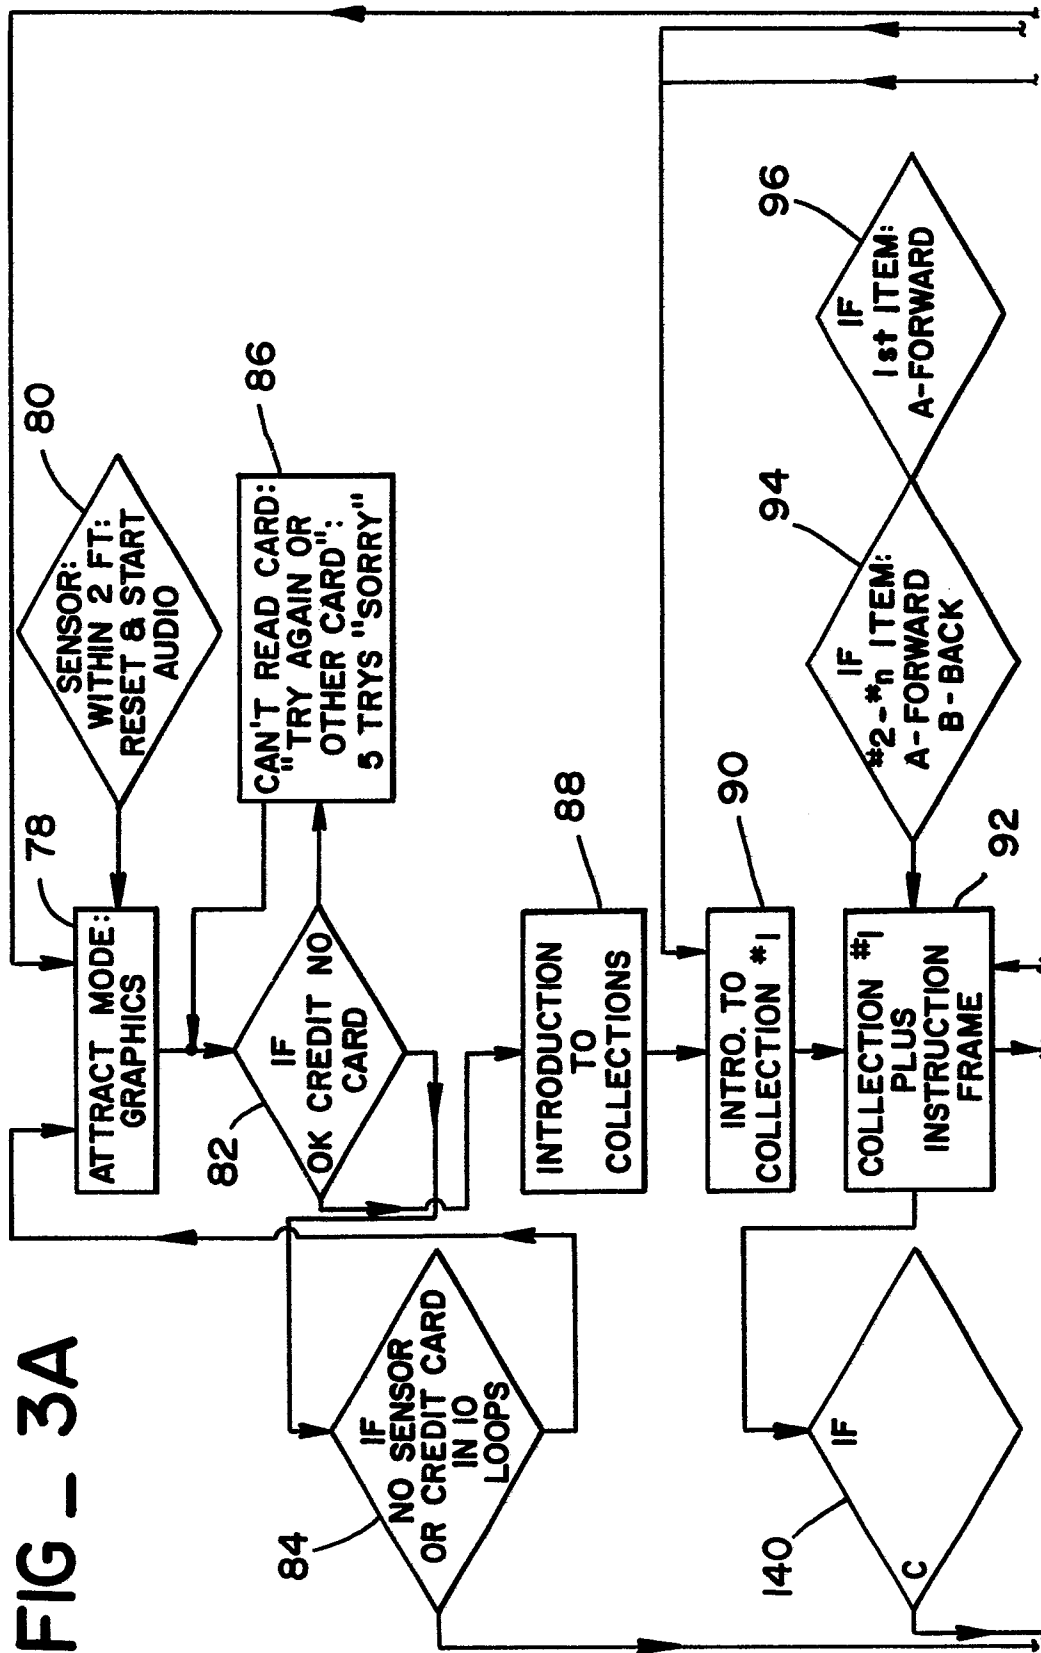 FIG_3A
80
SENSOR:
WITHIN 2 FT:
RESET & START
AUDIO
78
ATTRACT MODE:
GRAPHICS
86
CAN'T READ CARD:
"TRY AGAIN OR
OTHER CARD":
5 TRYS "SORRY"
82
IF
OK CREDIT NO
CARD
84
IF
NO SENSOR
OR CREDIT CARD
IN 10
LOOPS
88
INTRODUCTION
TO
COLLECTIONS
90
INTRO. TO
COLLECTION #1
96
IF
1st ITEM:
A-FORWARD
94
IF
#2-#n ITEM:
A-FORWARD
B-BACK
92
COLLECTION #1
PLUS
INSTRUCTION
FRAME
140
IF
C